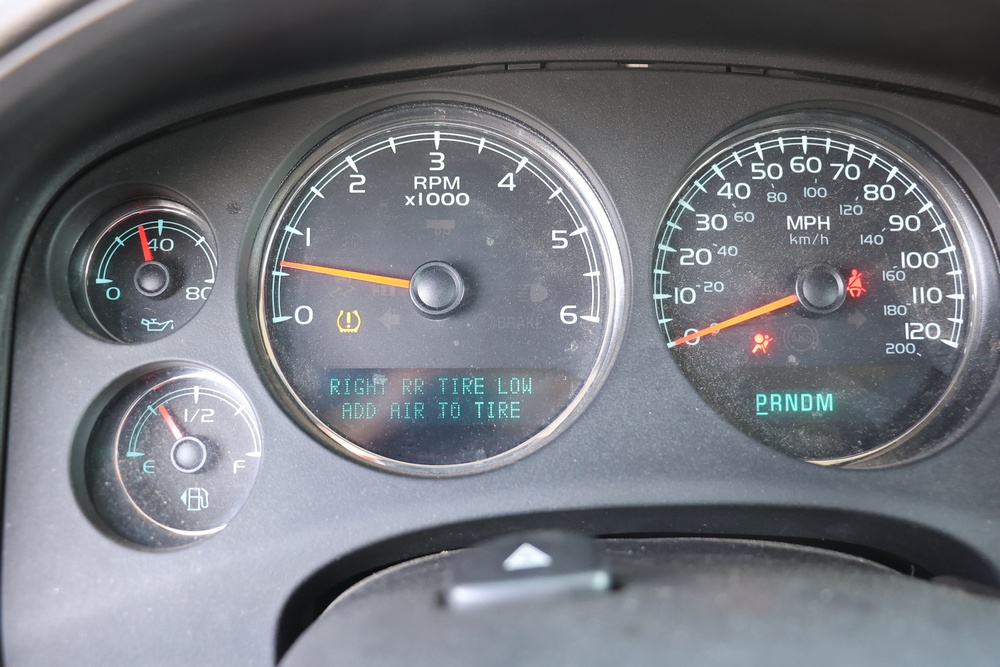 0 40 80
E 1/2 F
0 1 2 3 4 5 6
RPM
x1000
BRAKE
RIGHT RR TIRE LOW
ADD AIR TO TIRE
0 10 20 30 40 50 60 70 80 90 100 110 120
0 20 40 60 80 100 120 140 160 180 200
MPH
km/h
PRNDM